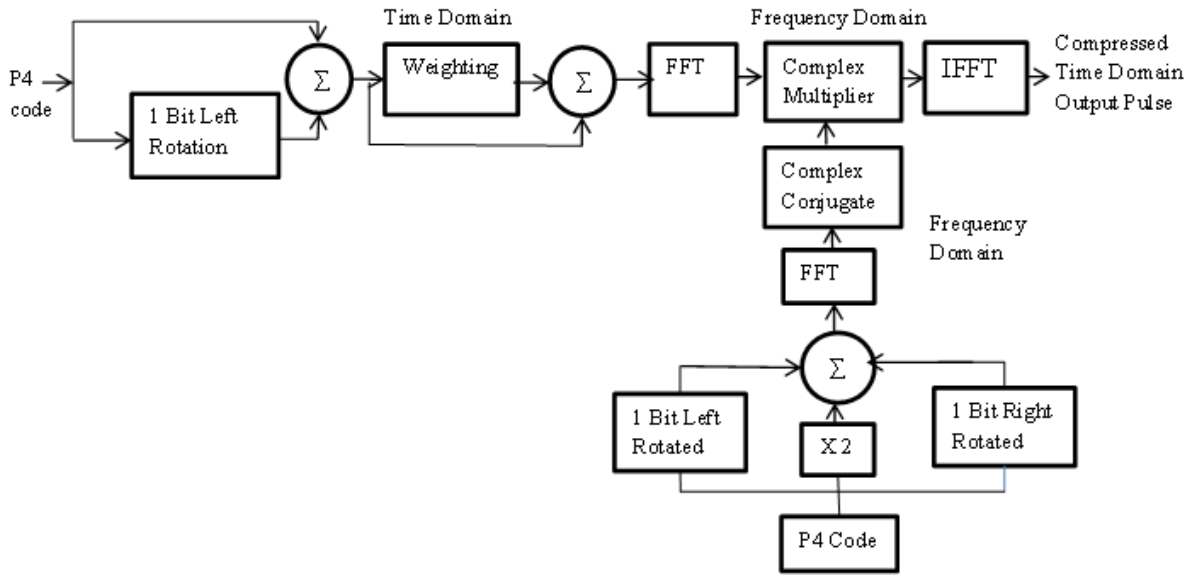 Time Domain
Frequency Domain
P4
code
1 Bit Left
Rotation
Σ
Weighting
Σ
FFT
Complex
Multiplier
IFFT
Compressed
Time Domain
Output Pulse
Complex
Conjugate
Frequency
Domain
FFT
Σ
1 Bit Left
Rotated
X 2
1 Bit Right
Rotated
P4 Code